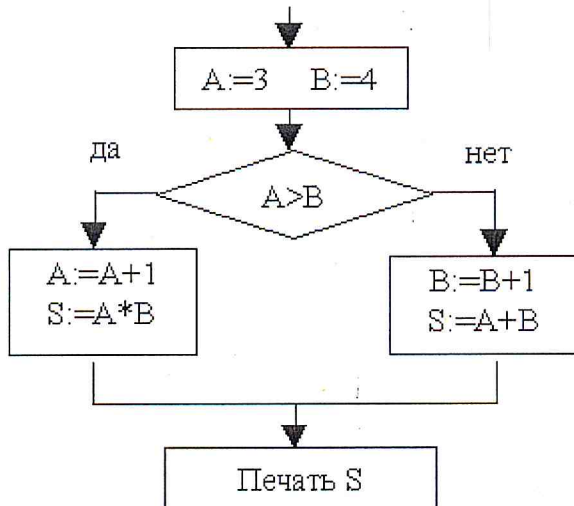 A:=3 B:=4
да
нет
A>B
A:=A+1
S:=A*B
B:=B+1
S:=A+B
Печать S